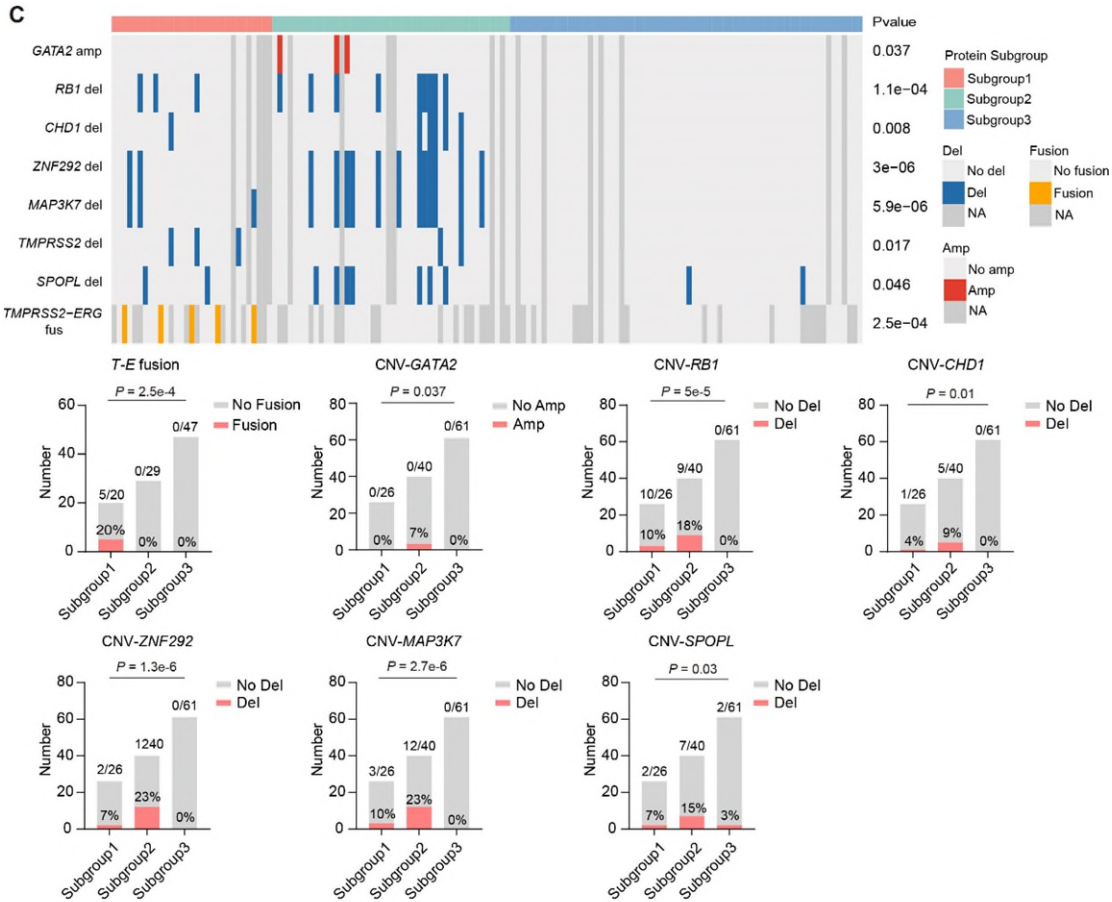 C
Pvalue
GATA2 amp
0.037
RB1 del
1.1e−04
CHD1 del
0.008
ZNF292 del
3e−06
MAP3K7 del
5.9e−06
TMPRSS2 del
0.017
SPOPL del
0.046
TMPRSS2−ERG
fus
2.5e−04
Protein Subgroup
Subgroup1
Subgroup2
Subgroup3
Del
No del
Del
NA
Fusion
No fusion
Fusion
NA
Amp
No amp
Amp
NA
T-E fusion
P = 2.5e-4
No Fusion
Fusion
Number
60
40
20
0
5/20
0/29
0/47
20%
0%
0%
Subgroup1
Subgroup2
Subgroup3
CNV-GATA2
P = 0.037
No Amp
Amp
Number
80
60
40
20
0
0/26
0/40
0/61
0%
7%
0%
Subgroup1
Subgroup2
Subgroup3
CNV-RB1
P = 5e-5
No Del
Del
Number
80
60
40
20
0
10/26
9/40
0/61
10%
18%
0%
Subgroup1
Subgroup2
Subgroup3
CNV-CHD1
P = 0.01
No Del
Del
Number
80
60
40
20
0
1/26
5/40
0/61
4%
9%
0%
Subgroup1
Subgroup2
Subgroup3
CNV-ZNF292
P = 1.3e-6
No Del
Del
Number
80
60
40
20
0
2/26
1240
0/61
7%
23%
0%
Subgroup1
Subgroup2
Subgroup3
CNV-MAP3K7
P = 2.7e-6
No Del
Del
Number
80
60
40
20
0
3/26
12/40
0/61
10%
23%
0%
Subgroup1
Subgroup2
Subgroup3
CNV-SPOPL
P = 0.03
No Del
Del
Number
80
60
40
20
0
2/26
7/40
2/61
7%
15%
3%
Subgroup1
Subgroup2
Subgroup3